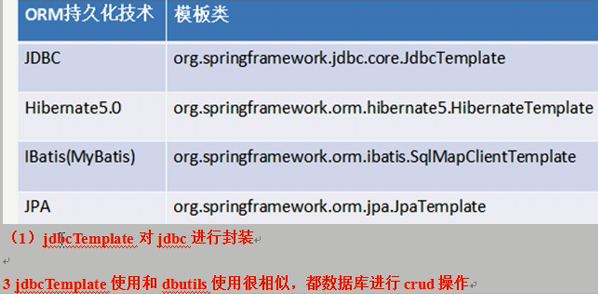 ORM持久化技术 模板类
JDBC org.springframework.jdbc.core.JdbcTemplate
Hibernate5.0 org.springframework.orm.hibernate5.HibernateTemplate
IBatis(MyBatis) org.springframework.orm.ibatis.SqlMapClientTemplate
JPA org.springframework.orm.jpa.JpaTemplate
（1）jdbcTemplate 对 jdbc 进行封装
3 jdbcTemplate 使用和 dbutils 使用很相似，都数据库进行 crud 操作